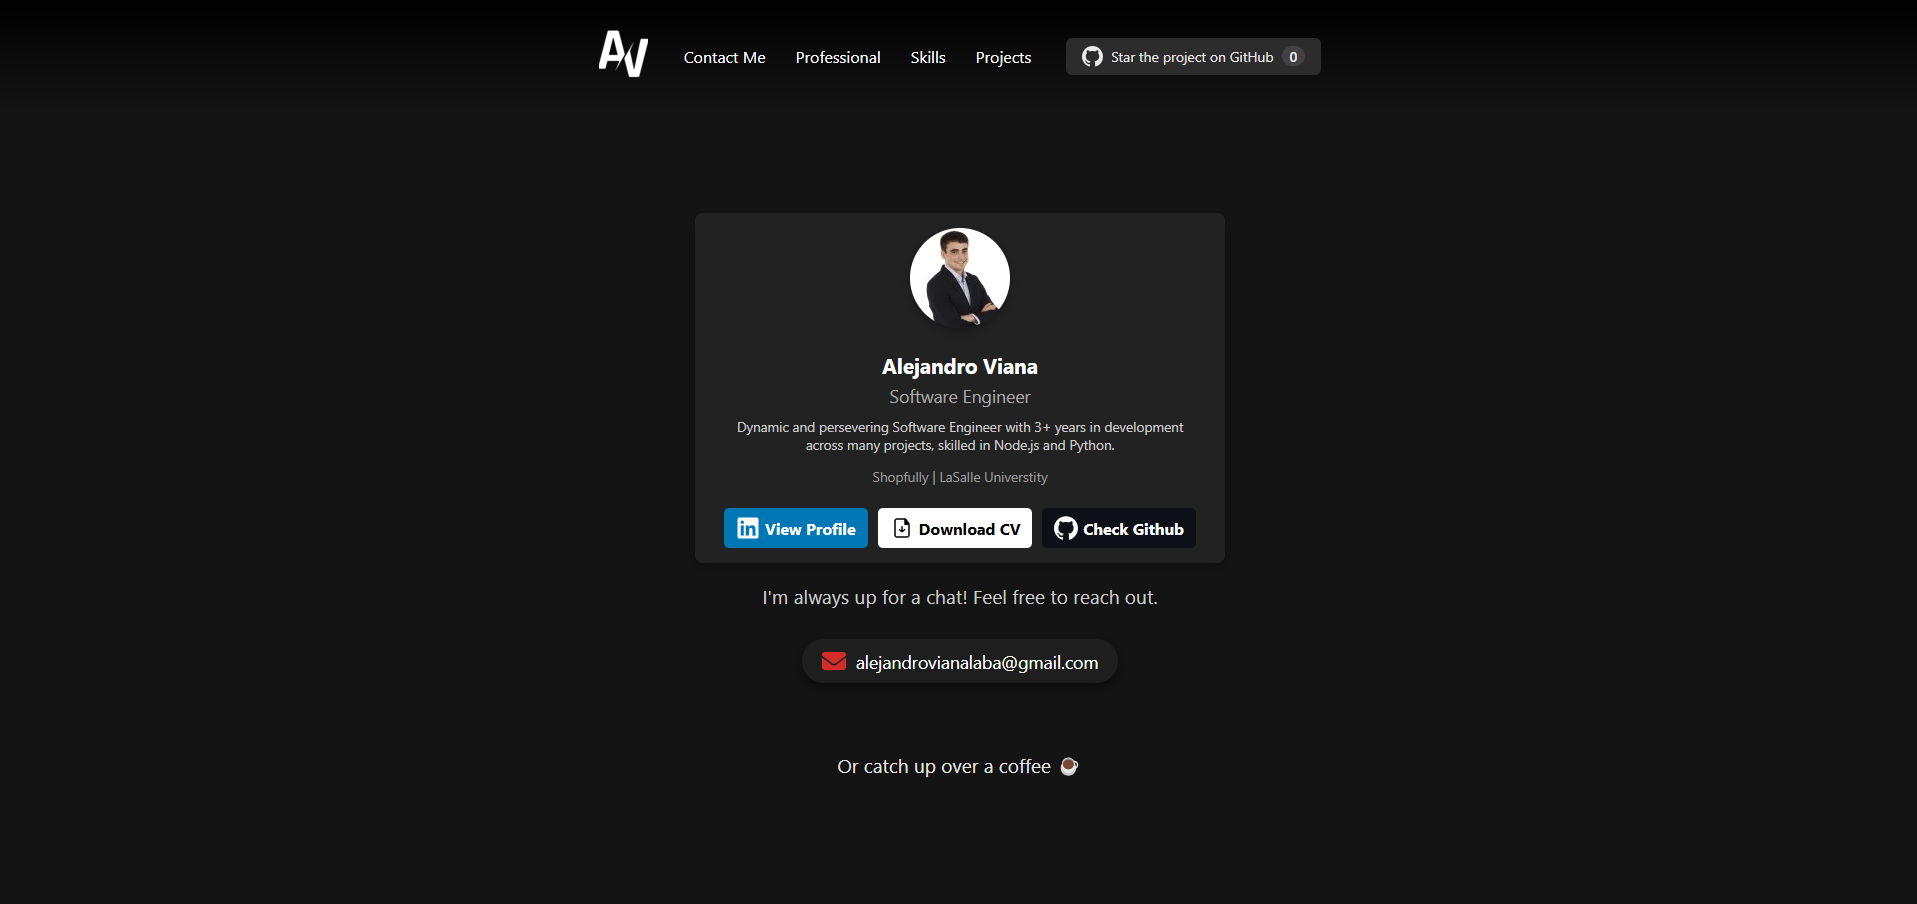 AV
Contact Me
Professional
Skills
Projects
Star the project on GitHub 0
Alejandro Viana
Software Engineer
Dynamic and persevering Software Engineer with 3+ years in development
across many projects, skilled in Node.js and Python.
Shopfully | LaSalle Universtity
in View Profile
Download CV
Check Github
I'm always up for a chat! Feel free to reach out.
alejandrovianalaba@gmail.com
Or catch up over a coffee